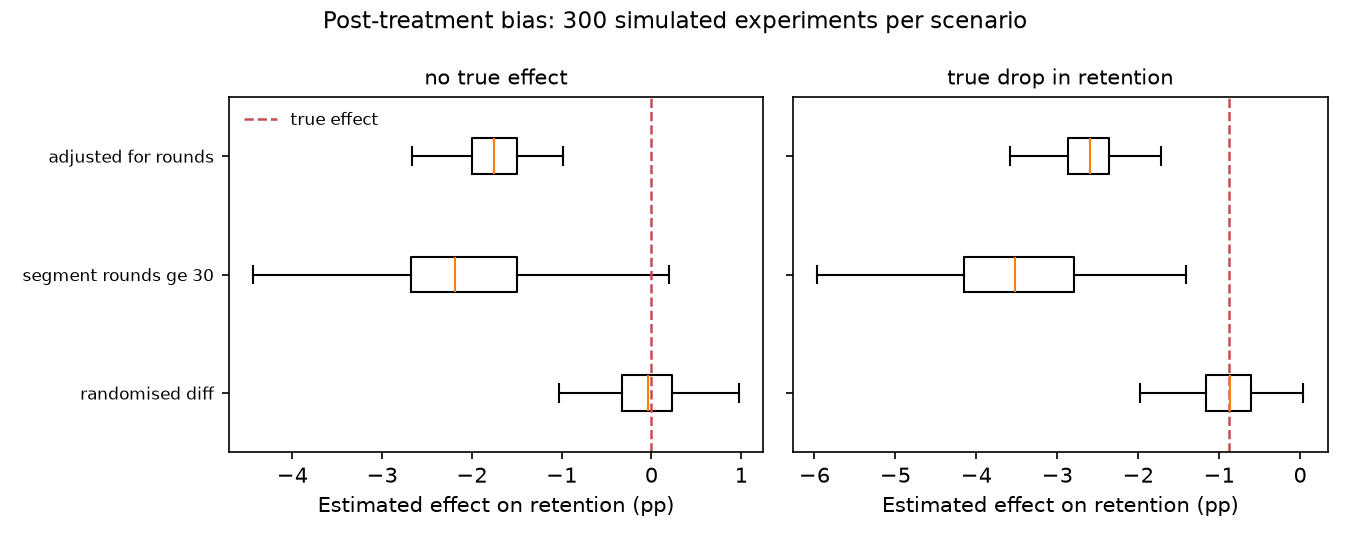 Post-treatment bias: 300 simulated experiments per scenario
no true effect
true drop in retention
true effect
adjusted for rounds
segment rounds ge 30
randomised diff
−4 −3 −2 −1 0 1
−6 −5 −4 −3 −2 −1 0
Estimated effect on retention (pp)
Estimated effect on retention (pp)